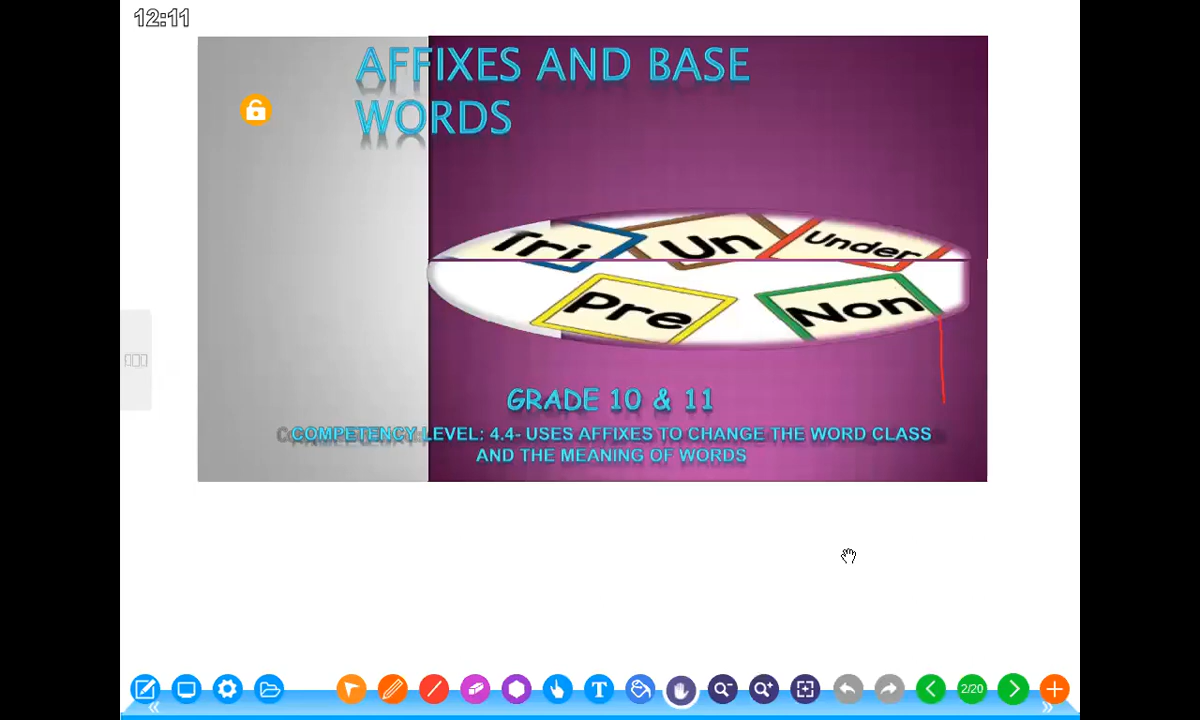 12:11
AFFIXES AND BASE
WORDS
Tri Un Under
Pre Non
GRADE 10 & 11
COMPETENCY LEVEL: 4.4- USES AFFIXES TO CHANGE THE WORD CLASS
AND THE MEANING OF WORDS
T 2/20